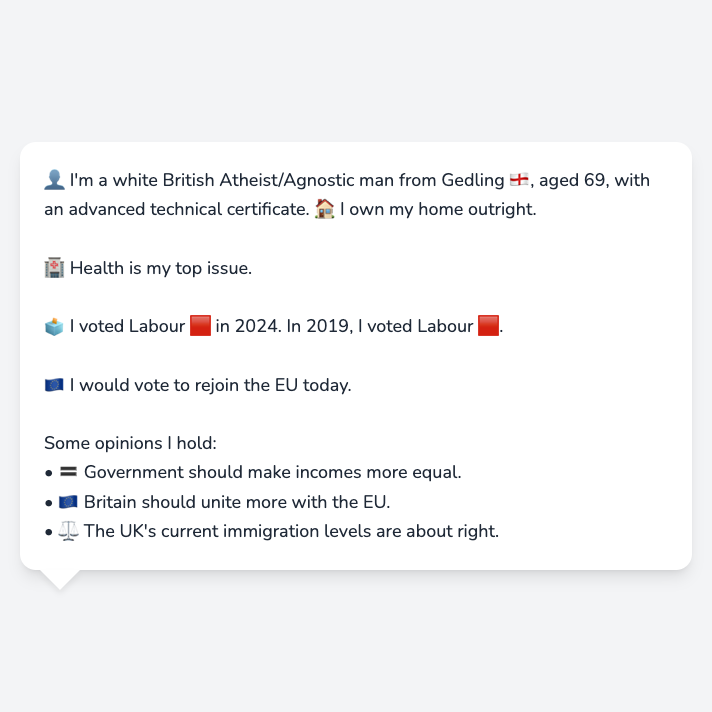 👤 I'm a white British Atheist/Agnostic man from Gedling 🏴󠁧󠁢󠁥󠁮󠁧󠁿, aged 69, with
an advanced technical certificate. 🏠 I own my home outright.
🏥 Health is my top issue.
🗳️ I voted Labour 🟥 in 2024. In 2019, I voted Labour 🟥.
🇪🇺 I would vote to rejoin the EU today.
Some opinions I hold:
• 🟰 Government should make incomes more equal.
• 🇪🇺 Britain should unite more with the EU.
• ⚖️ The UK's current immigration levels are about right.